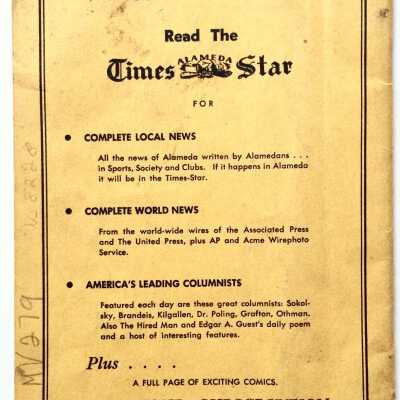 Read The
Times ALAMEDA Star
FOR
COMPLETE LOCAL NEWS
All the news of Alameda written by Alamedans . . .
in Sports, Society and Clubs. If it happens in Alameda
it will be in the Times-Star.
COMPLETE WORLD NEWS
From the world-wide wires of the Associated Press
and The United Press, plus AP and Acme Wirephoto
Service.
AMERICA'S LEADING COLUMNISTS
Featured each day are these great columnists: Sokol-
sky, Brandeis, Kilgallen, Dr. Poling, Grafton, Othman.
Also The Hired Man and Edgar A. Guest's daily poem
and a host of interesting features.
Plus . . . .
A FULL PAGE OF EXCITING COMICS.
MV279